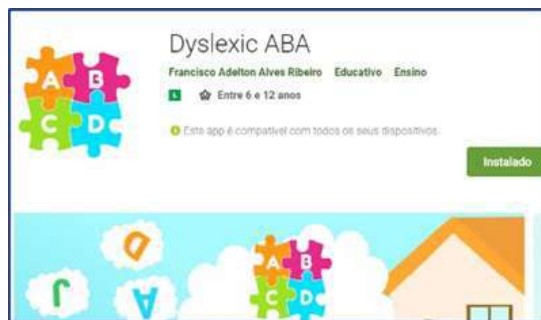 A B
C D
Dyslexic ABA
Francisco Adelton Alves Ribeiro Educativo Ensino
L Entre 6 e 12 anos
Este app é compatível com todos os seus dispositivos.
Instalado
D
J A
A B
C D